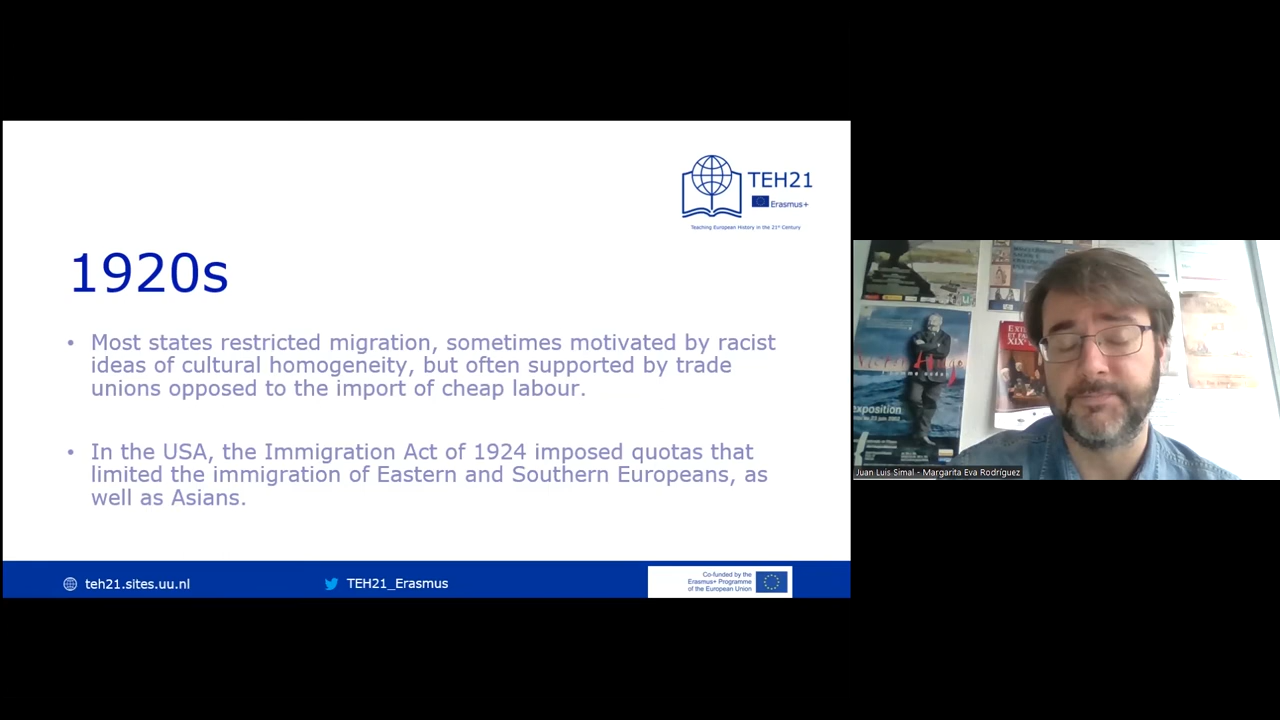 TEH21
Erasmus+
Teaching European History in the 21st Century
1920s
• Most states restricted migration, sometimes motivated by racist
ideas of cultural homogeneity, but often supported by trade
unions opposed to the import of cheap labour.
• In the USA, the Immigration Act of 1924 imposed quotas that
limited the immigration of Eastern and Southern Europeans, as
well as Asians.
teh21.sites.uu.nl
TEH21_Erasmus
Co-funded by the
Erasmus+ Programme
of the European Union
exposition
Juan Luis Simal - Margarita Eva Rodríguez